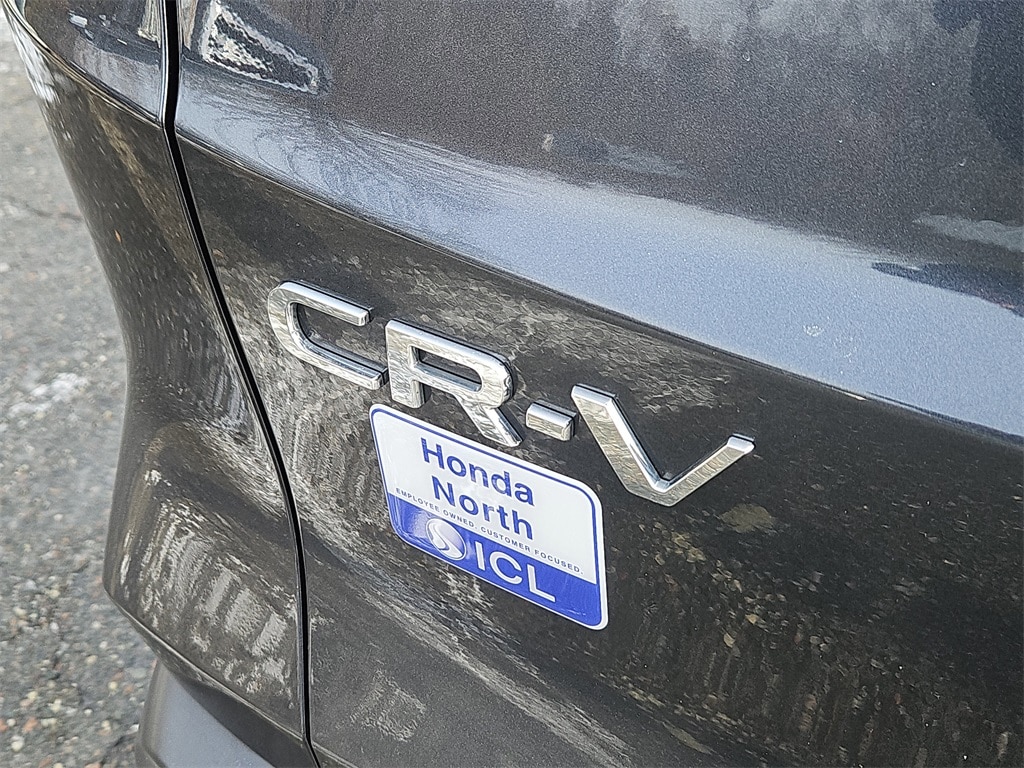 CR-V
Honda
North
EMPLOYEE OWNED. CUSTOMER FOCUSED.
ICL